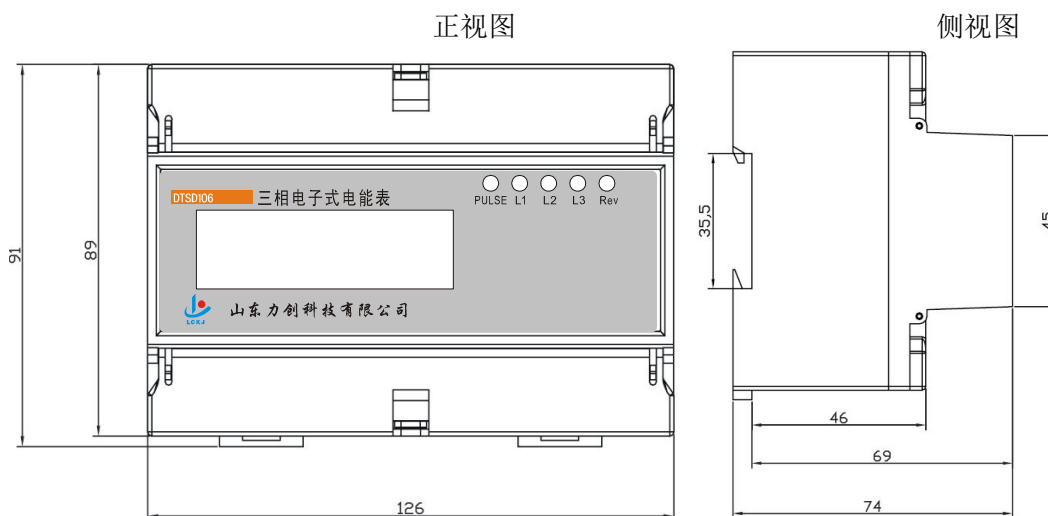 正视图
侧视图
DTSD106 三相电子式电能表
PULSE L1 L2 L3 Rev
LCKJ
山东力创科技有限公司
91
89
126
35,5
45
46
69
74